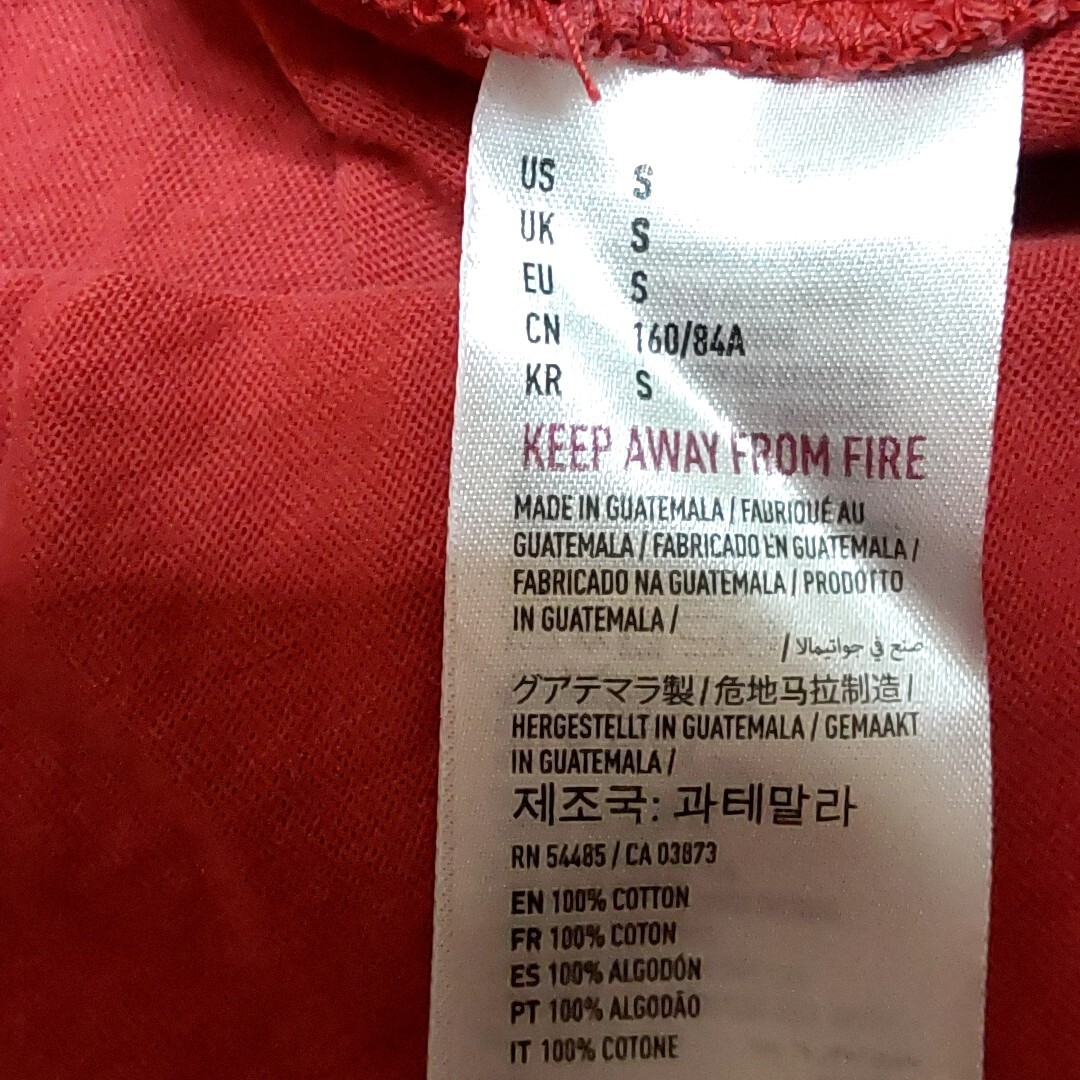 US S
UK S
EU S
CN 160/84A
KR S
KEEP AWAY FROM FIRE
MADE IN GUATEMALA / FABRIQUÉ AU
GUATEMALA / FABRICADO EN GUATEMALA /
FABRICADO NA GUATEMALA / PRODOTTO
IN GUATEMALA /
صنع في جواتيمالا /
グアテマラ製 / 危地马拉制造 /
HERGESTELLT IN GUATEMALA / GEMAAKT
IN GUATEMALA /
제조국: 과테말라
RN 54485 / CA 03873
EN 100% COTTON
FR 100% COTON
ES 100% ALGODÓN
PT 100% ALGODÃO
IT 100% COTONE